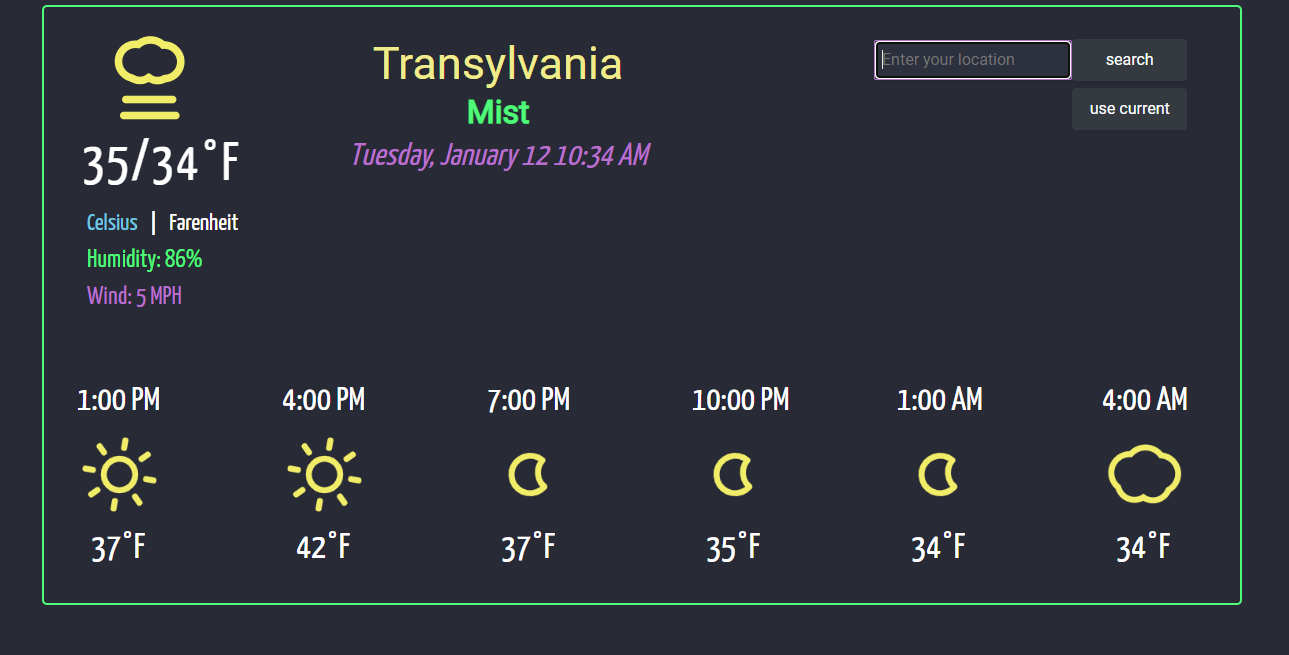 Transylvania
Mist
Tuesday, January 12 10:34 AM
Enter your location
search
use current
35/34°F
Celsius | Farenheit
Humidity: 86%
Wind: 5 MPH
1:00 PM 4:00 PM 7:00 PM 10:00 PM 1:00 AM 4:00 AM
37°F 42°F 37°F 35°F 34°F 34°F